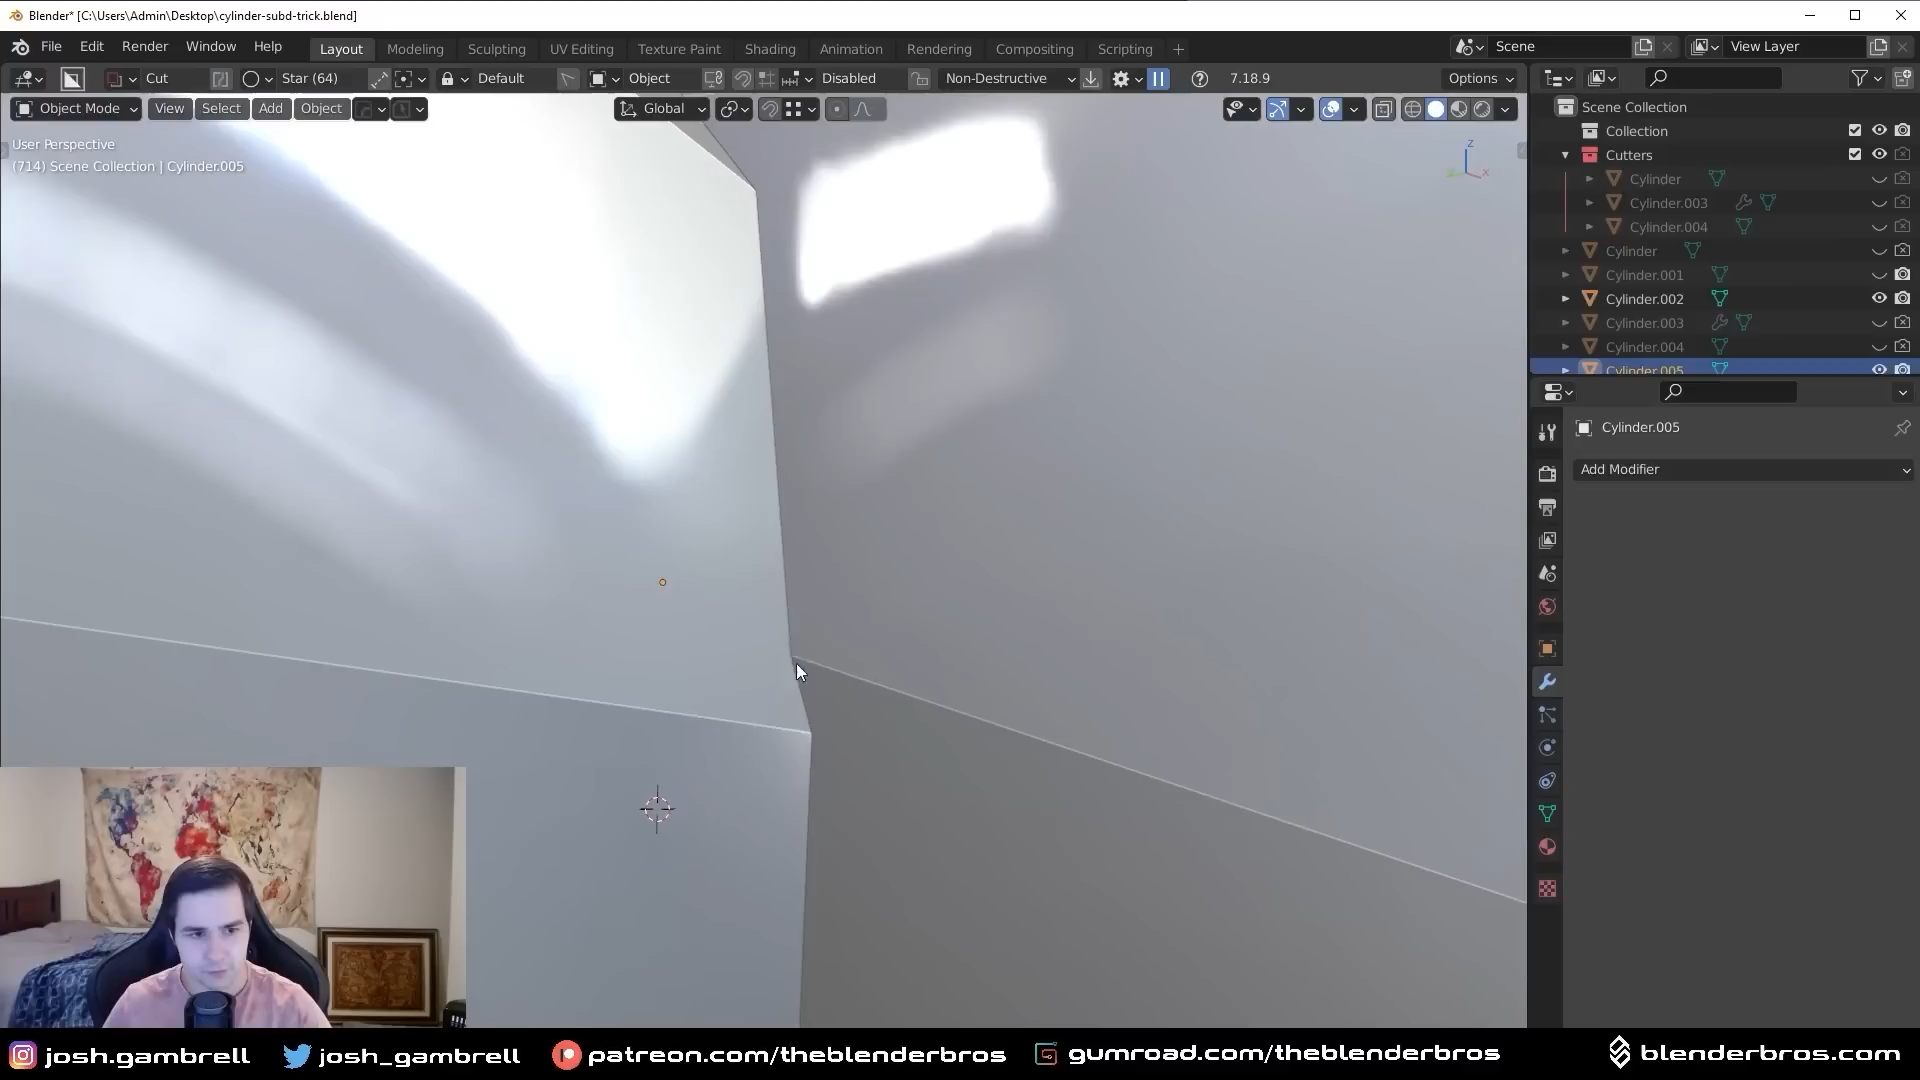 Blender* [C:\Users\Admin\Desktop\cylinder-subd-trick.blend]
File Edit Render Window Help
Layout Modeling Sculpting UV Editing Texture Paint Shading Animation Rendering Compositing Scripting
Scene
View Layer
Cut Star (64) Default Object Disabled Non-Destructive 7.18.9 Options
Object Mode View Select Add Object Global
User Perspective
(714) Scene Collection | Cylinder.005
Z
X
Scene Collection
Collection
Cutters
Cylinder
Cylinder.003
Cylinder.004
Cylinder
Cylinder.001
Cylinder.002
Cylinder.003
Cylinder.004
Cylinder.005
Cylinder.005
Add Modifier
josh.gambrell josh_gambrell patreon.com/theblenderbros gumroad.com/theblenderbros blenderbros.com